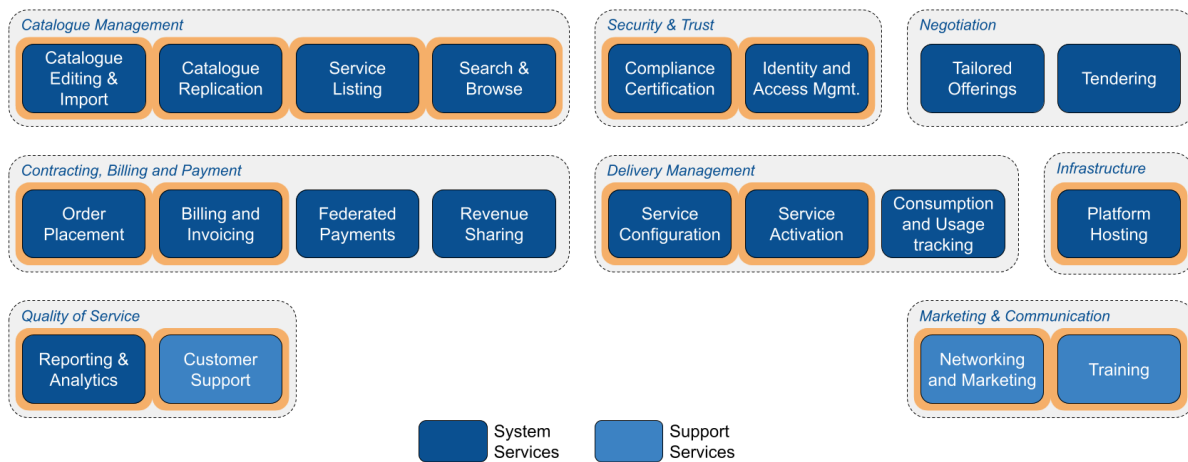 Catalogue Management
Catalogue
Editing &
Import
Catalogue
Replication
Service
Listing
Search &
Browse
Security & Trust
Compliance
Certification
Identity and
Access Mgmt.
Negotiation
Tailored
Offerings
Tendering
Contracting, Billing and Payment
Order
Placement
Billing and
Invoicing
Federated
Payments
Revenue
Sharing
Delivery Management
Service
Configuration
Service
Activation
Consumption
and Usage
tracking
Infrastructure
Platform
Hosting
Quality of Service
Reporting &
Analytics
Customer
Support
Marketing & Communication
Networking
and Marketing
Training
System
Services
Support
Services